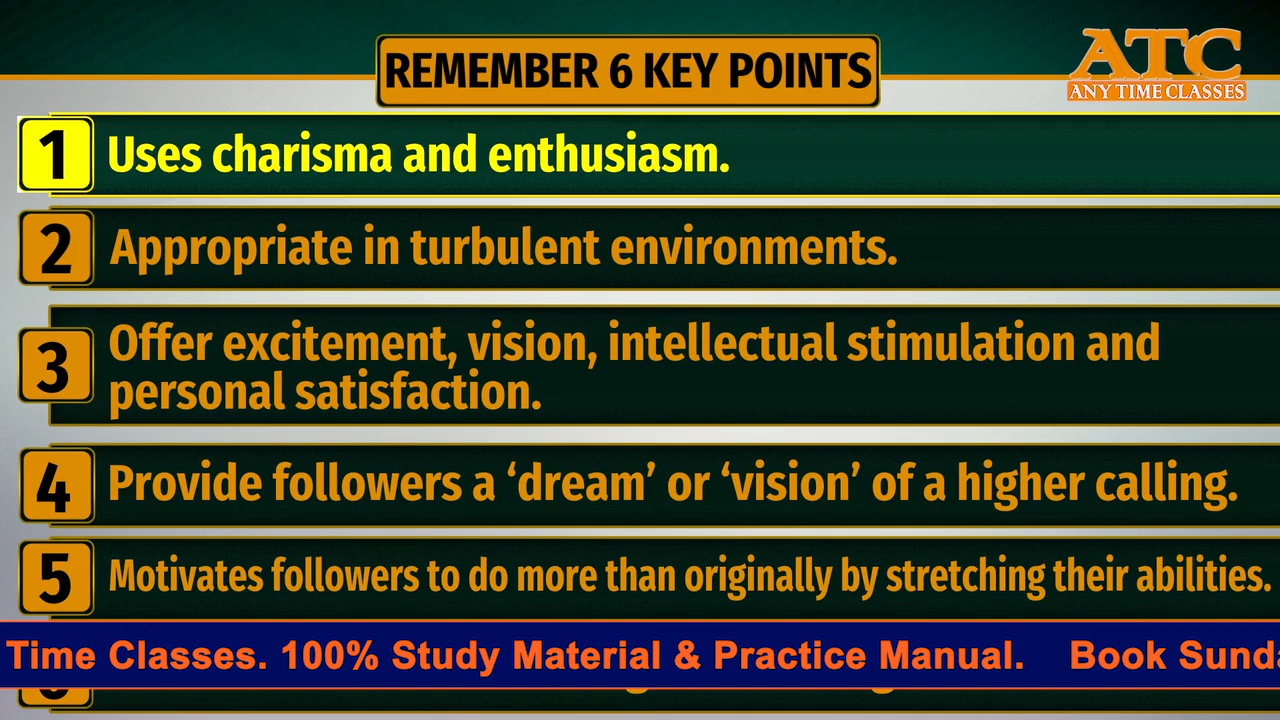 REMEMBER 6 KEY POINTS
ATC
ANY TIME CLASSES
1 Uses charisma and enthusiasm.
2 Appropriate in turbulent environments.
3 Offer excitement, vision, intellectual stimulation and
personal satisfaction.
4 Provide followers a ‘dream’ or ‘vision’ of a higher calling.
5 Motivates followers to do more than originally by stretching their abilities.
Time Classes. 100% Study Material & Practice Manual. Book Sunda